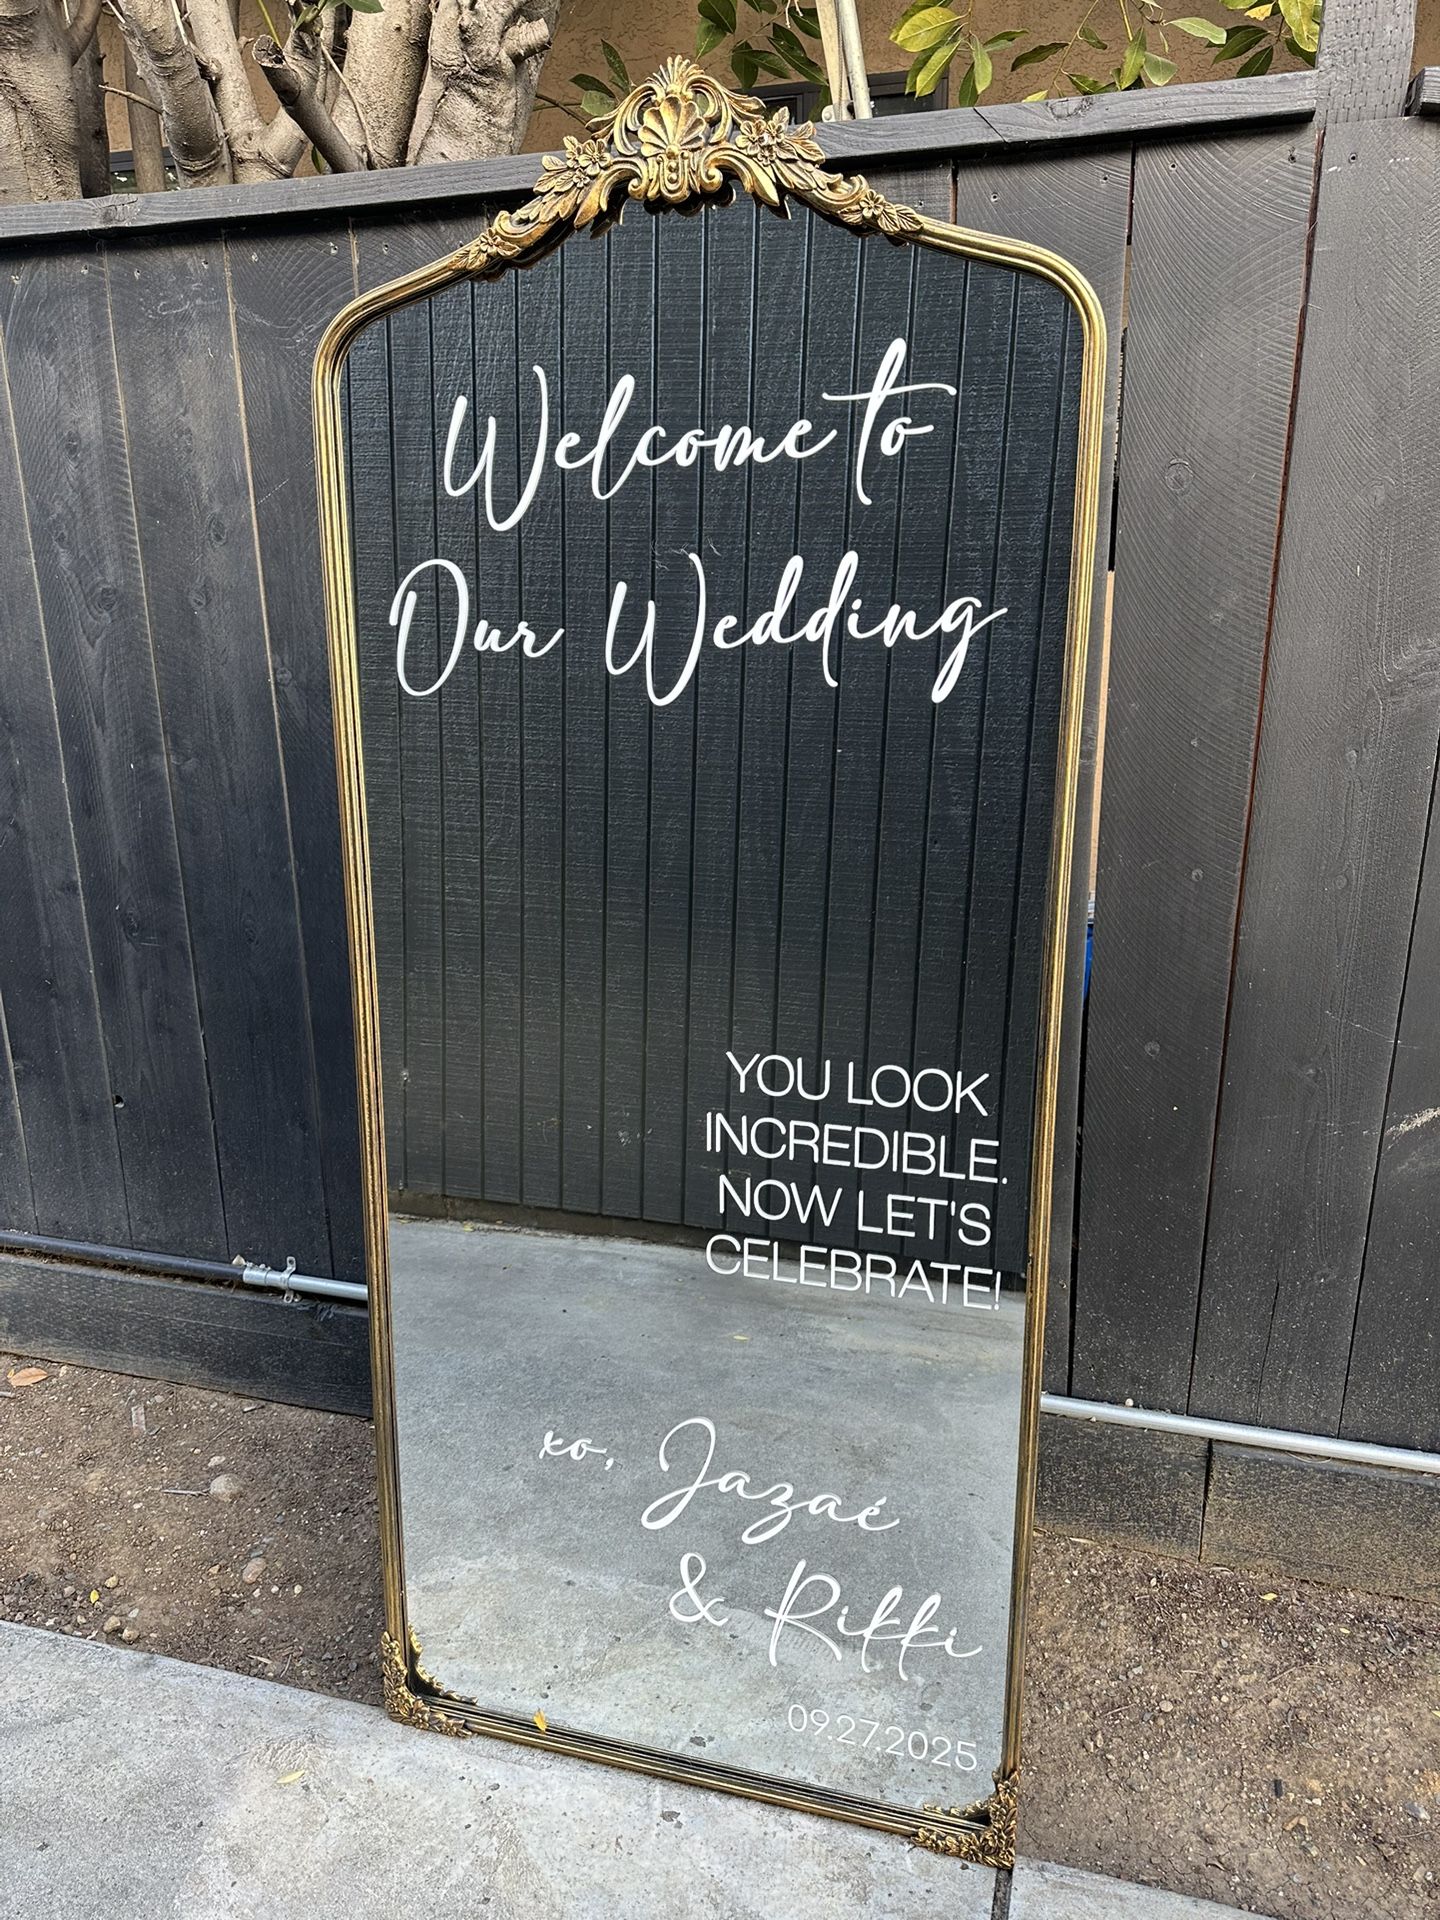 Welcome to
Our Wedding
YOU LOOK
INCREDIBLE.
NOW LET'S
CELEBRATE!
xo, Jazaé
& Rikki
09.27.2025